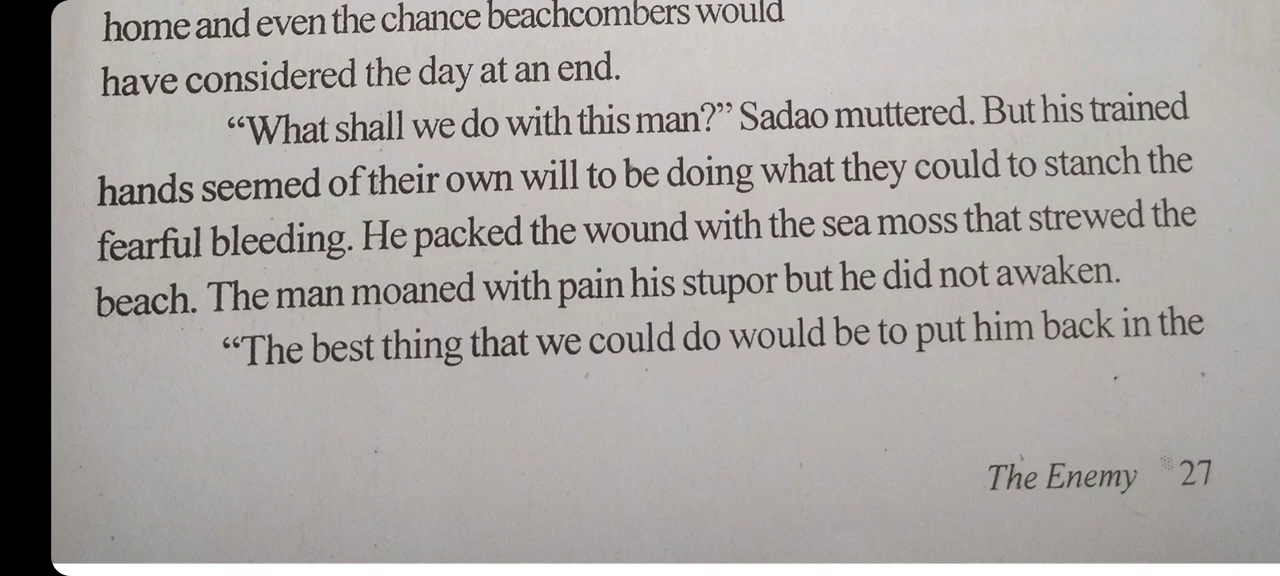 home and even the chance beachcombers would
have considered the day at an end.
“What shall we do with this man?” Sadao muttered. But his trained
hands seemed of their own will to be doing what they could to stanch the
fearful bleeding. He packed the wound with the sea moss that strewed the
beach. The man moaned with pain his stupor but he did not awaken.
“The best thing that we could do would be to put him back in the
The Enemy 27